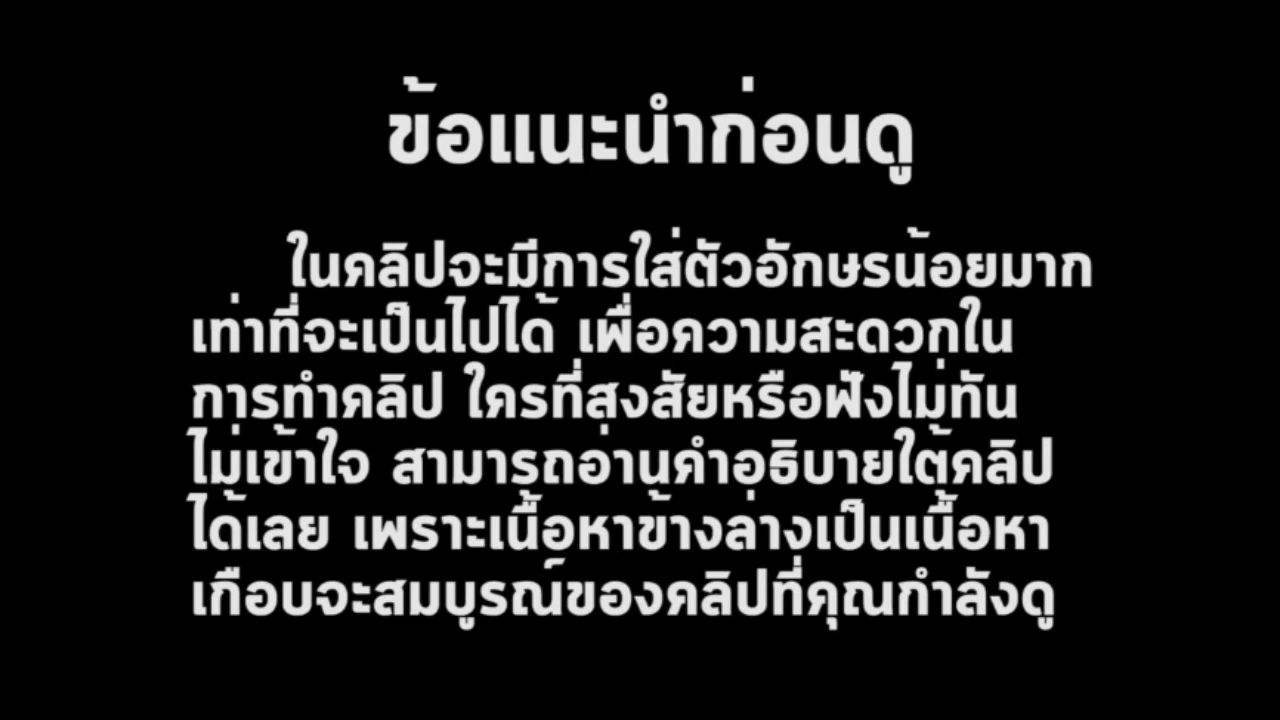 ข้อแนะนำก่อนดู
ในคลิปจะมีการใส่ตัวอักษรน้อยมาก
เท่าที่จะเป็นไปได้ เพื่อความสะดวกใน
การทำคลิป ใครที่สงสัยหรือฟังไม่ทัน
ไม่เข้าใจ สามารถอ่านคำอธิบายใต้คลิป
ได้เลย เพราะเนื้อหาข้างล่างเป็นเนื้อหา
เกือบจะสมบูรณ์ของคลิปที่คุณกำลังดู